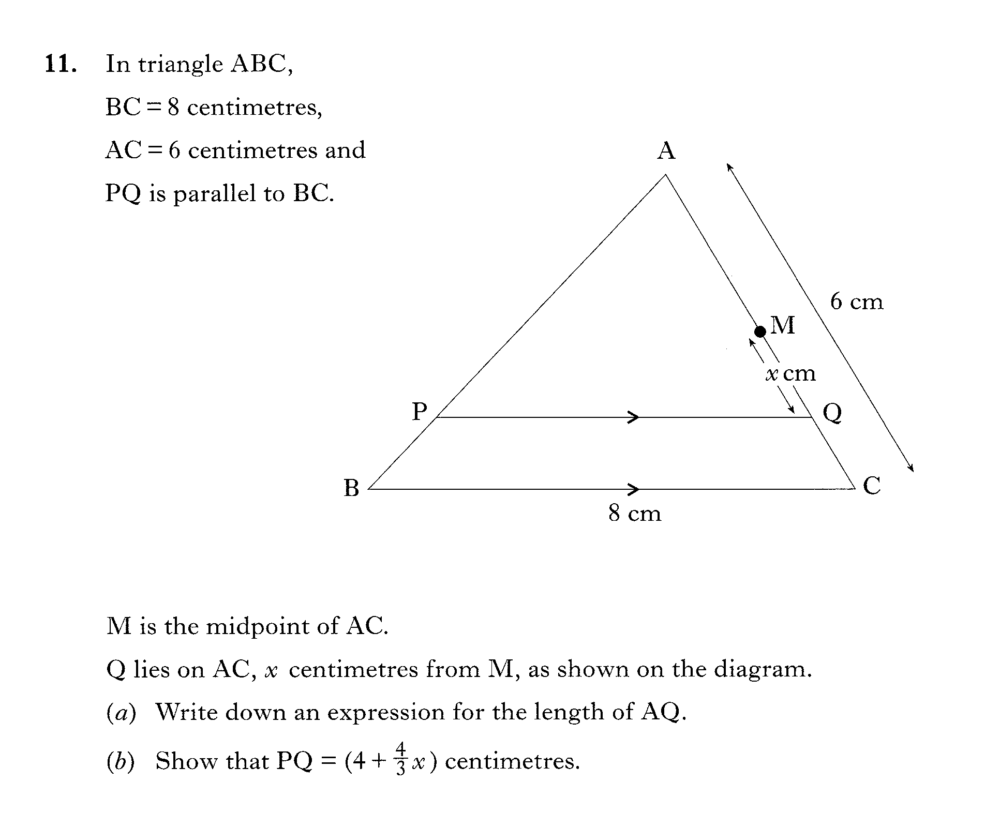 11. In triangle ABC,
BC = 8 centimetres,
AC = 6 centimetres and
PQ is parallel to BC.
A
6 cm
M
x cm
P
Q
B
C
8 cm
M is the midpoint of AC.
Q lies on AC, x centimetres from M, as shown on the diagram.
(a) Write down an expression for the length of AQ.
(b) Show that PQ = (4 + 4/3 x) centimetres.